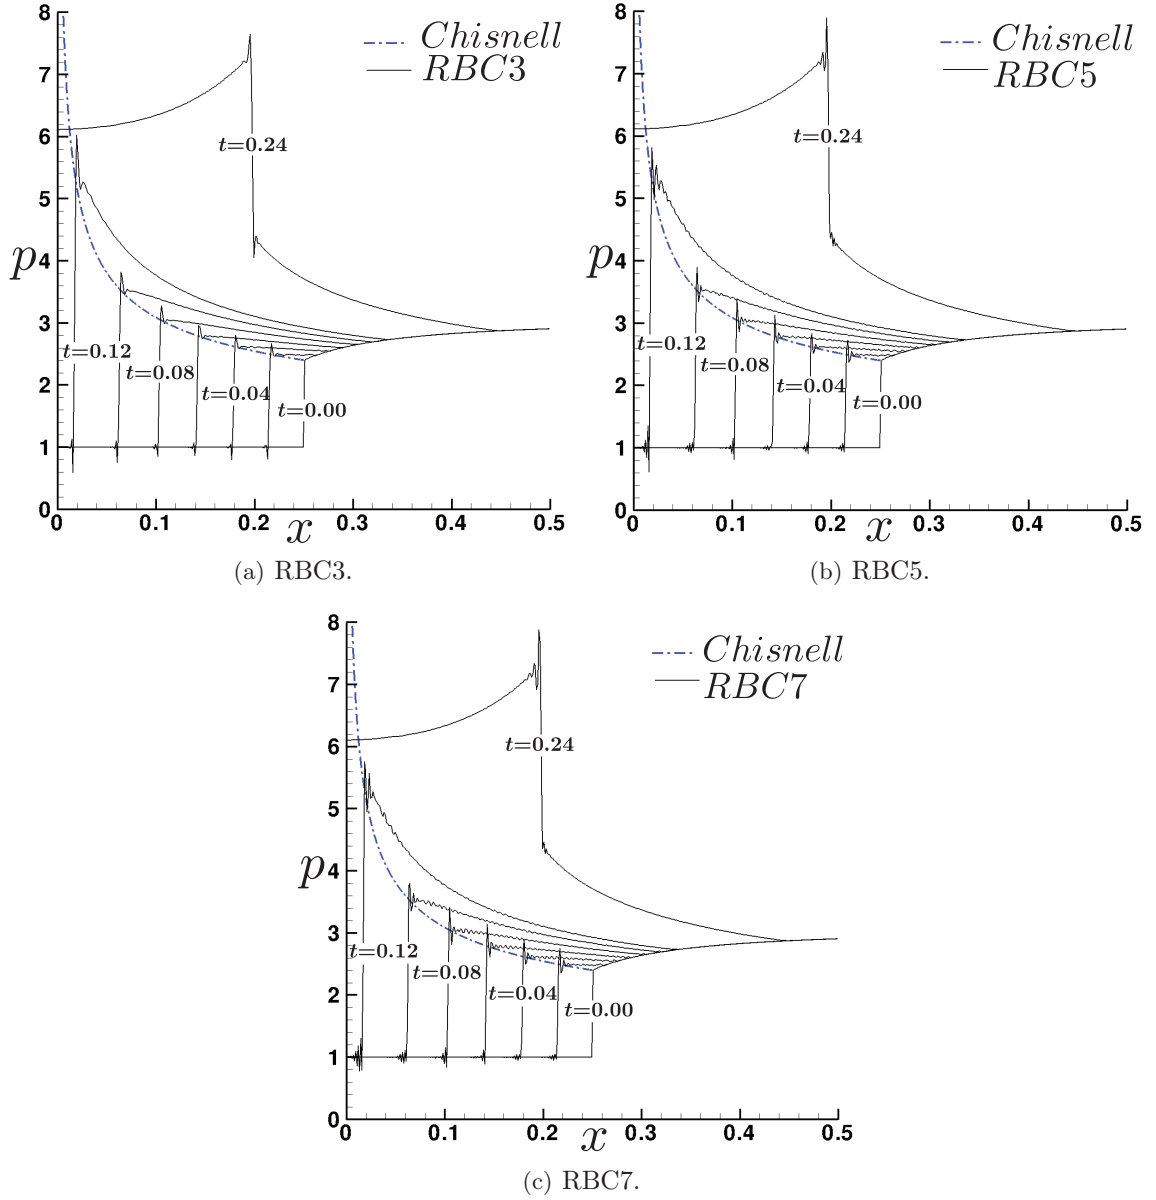 8
7
6
5
4
3
2
1
0
p
Chisnell
RBC3
t=0.24
t=0.12
t=0.08
t=0.04
t=0.00
0 0.1 0.2 0.3 0.4 0.5
x
(a) RBC3.
8
7
6
5
4
3
2
1
0
p
Chisnell
RBC5
t=0.24
t=0.12
t=0.08
t=0.04
t=0.00
0 0.1 0.2 0.3 0.4 0.5
x
(b) RBC5.
8
7
6
5
4
3
2
1
0
p
Chisnell
RBC7
t=0.24
t=0.12
t=0.08
t=0.04
t=0.00
0 0.1 0.2 0.3 0.4 0.5
x
(c) RBC7.